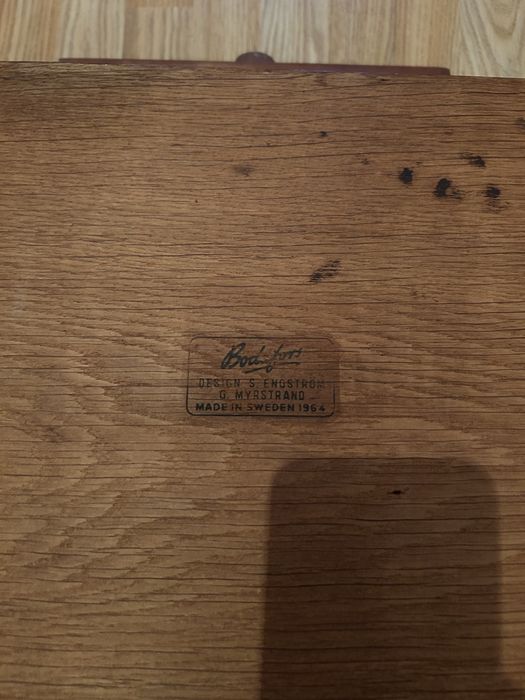 Bodafors
DESIGN S. ENGSTRÖM
G. MYRSTRAND
MADE IN SWEDEN 1964